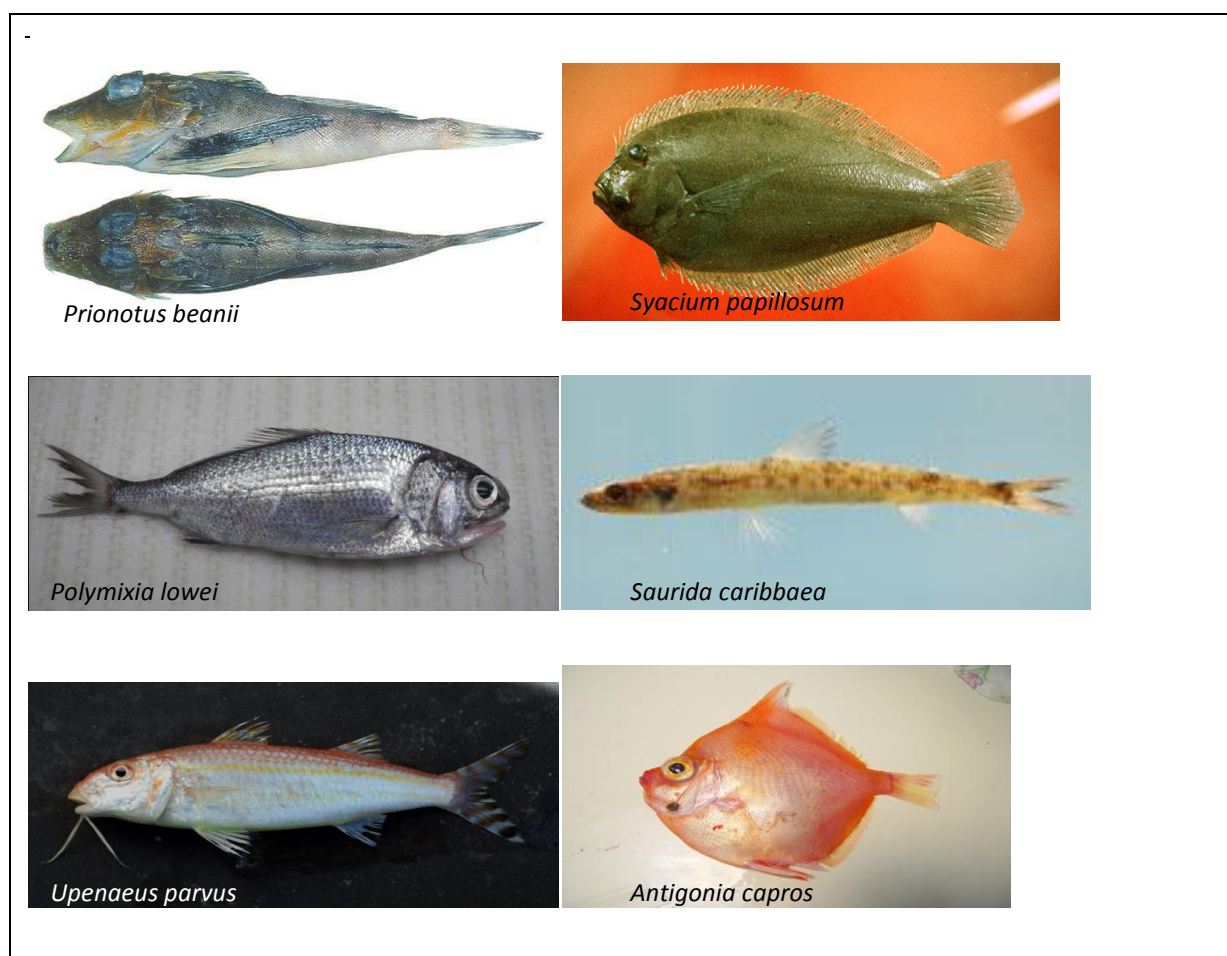 -
Prionotus beanii
Syacium papillosum
Polymixia lowei
Saurida caribbaea
Upenaeus parvus
Antigonia capros